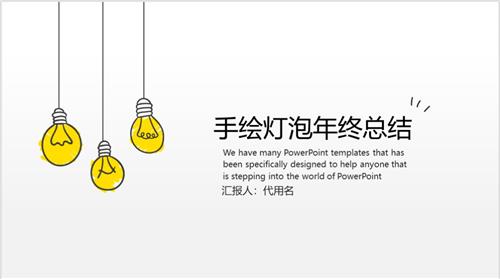 手绘灯泡年终总结
We have many PowerPoint templates that has
been specifically designed to help anyone that
is stepping into the world of PowerPoint
汇报人：代用名